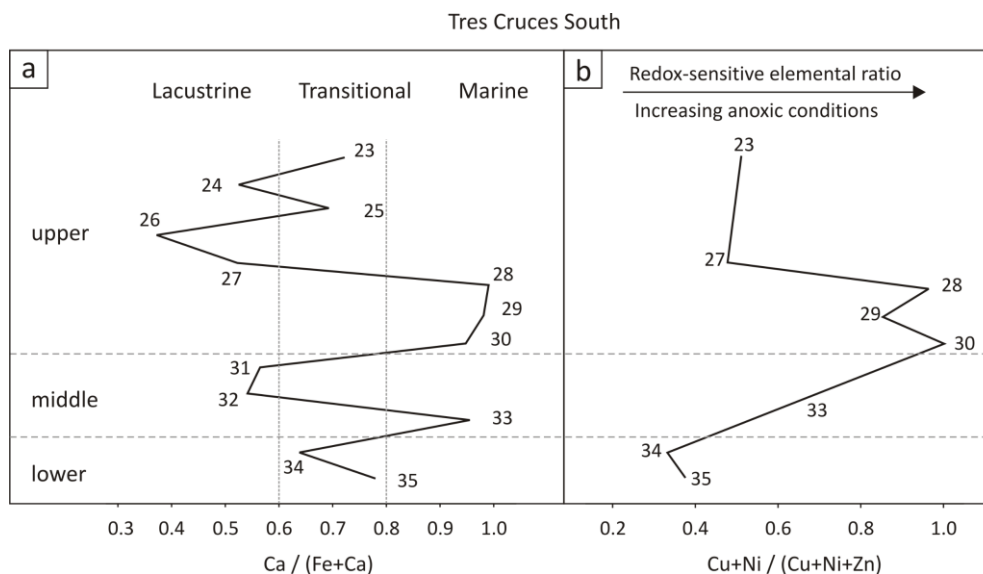 Tres Cruces South
a
Lacustrine Transitional Marine
23
24
25
26
upper
27
28
29
30
31
middle
32
33
34
lower
35
0.3 0.4 0.5 0.6 0.7 0.8 0.9 1.0
Ca / (Fe+Ca)
b
Redox-sensitive elemental ratio
Increasing anoxic conditions
23
27
28
29
30
33
34
35
0.2 0.4 0.6 0.8 1.0
Cu+Ni / (Cu+Ni+Zn)